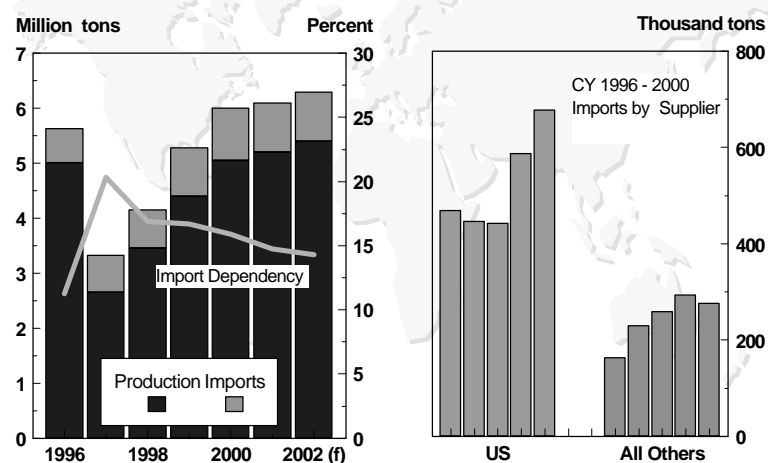 Million tons
Percent
7
6
5
4
3
2
1
0
30
25
20
15
10
5
0
Import Dependency
Production Imports
1996 1998 2000 2002 (f)
Thousand tons
800
600
400
200
0
CY 1996 - 2000
Imports by Supplier
US All Others